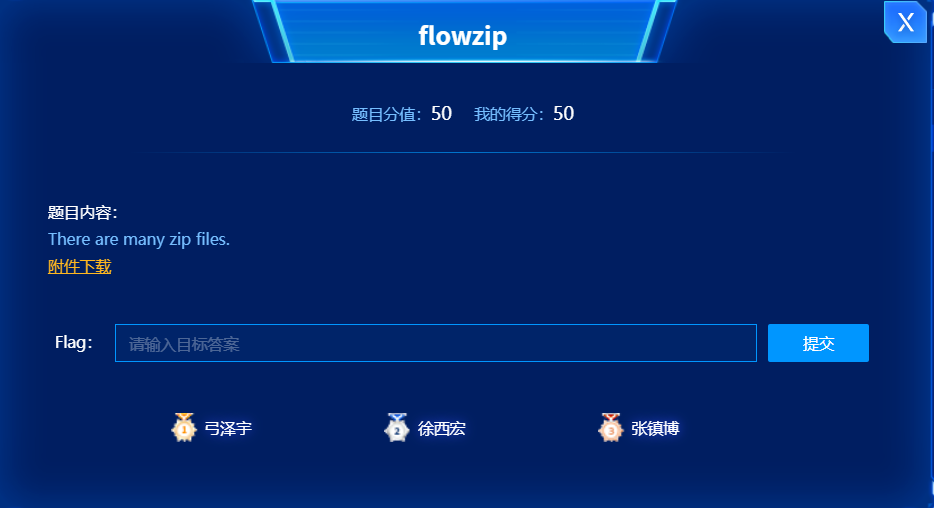 flowzip
X
题目分值：50 我的得分：50
题目内容：
There are many zip files.
附件下载
Flag： 请输入目标答案 提交
1 弓泽宇 2 徐西宏 3 张镇博